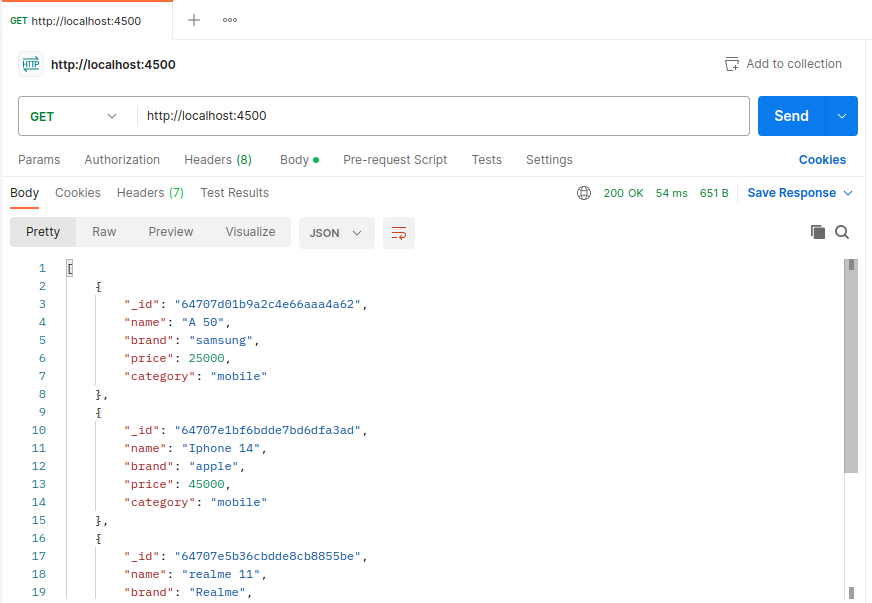 GET http://localhost:4500
HTTP http://localhost:4500 Add to collection
GET http://localhost:4500 Send
Params Authorization Headers (8) Body Pre-request Script Tests Settings Cookies
Body Cookies Headers (7) Test Results 200 OK 54 ms 651 B Save Response
Pretty Raw Preview Visualize JSON
1 [
2 {
3 "_id": "64707d01b9a2c4e66aaa4a62",
4 "name": "A 50",
5 "brand": "samsung",
6 "price": 25000,
7 "category": "mobile"
8 },
9 {
10 "_id": "64707e1bf6bdde7bd6dfa3ad",
11 "name": "Iphone 14",
12 "brand": "apple",
13 "price": 45000,
14 "category": "mobile"
15 },
16 {
17 "_id": "64707e5b36cbdde8cb8855be",
18 "name": "realme 11",
19 "brand": "Realme",